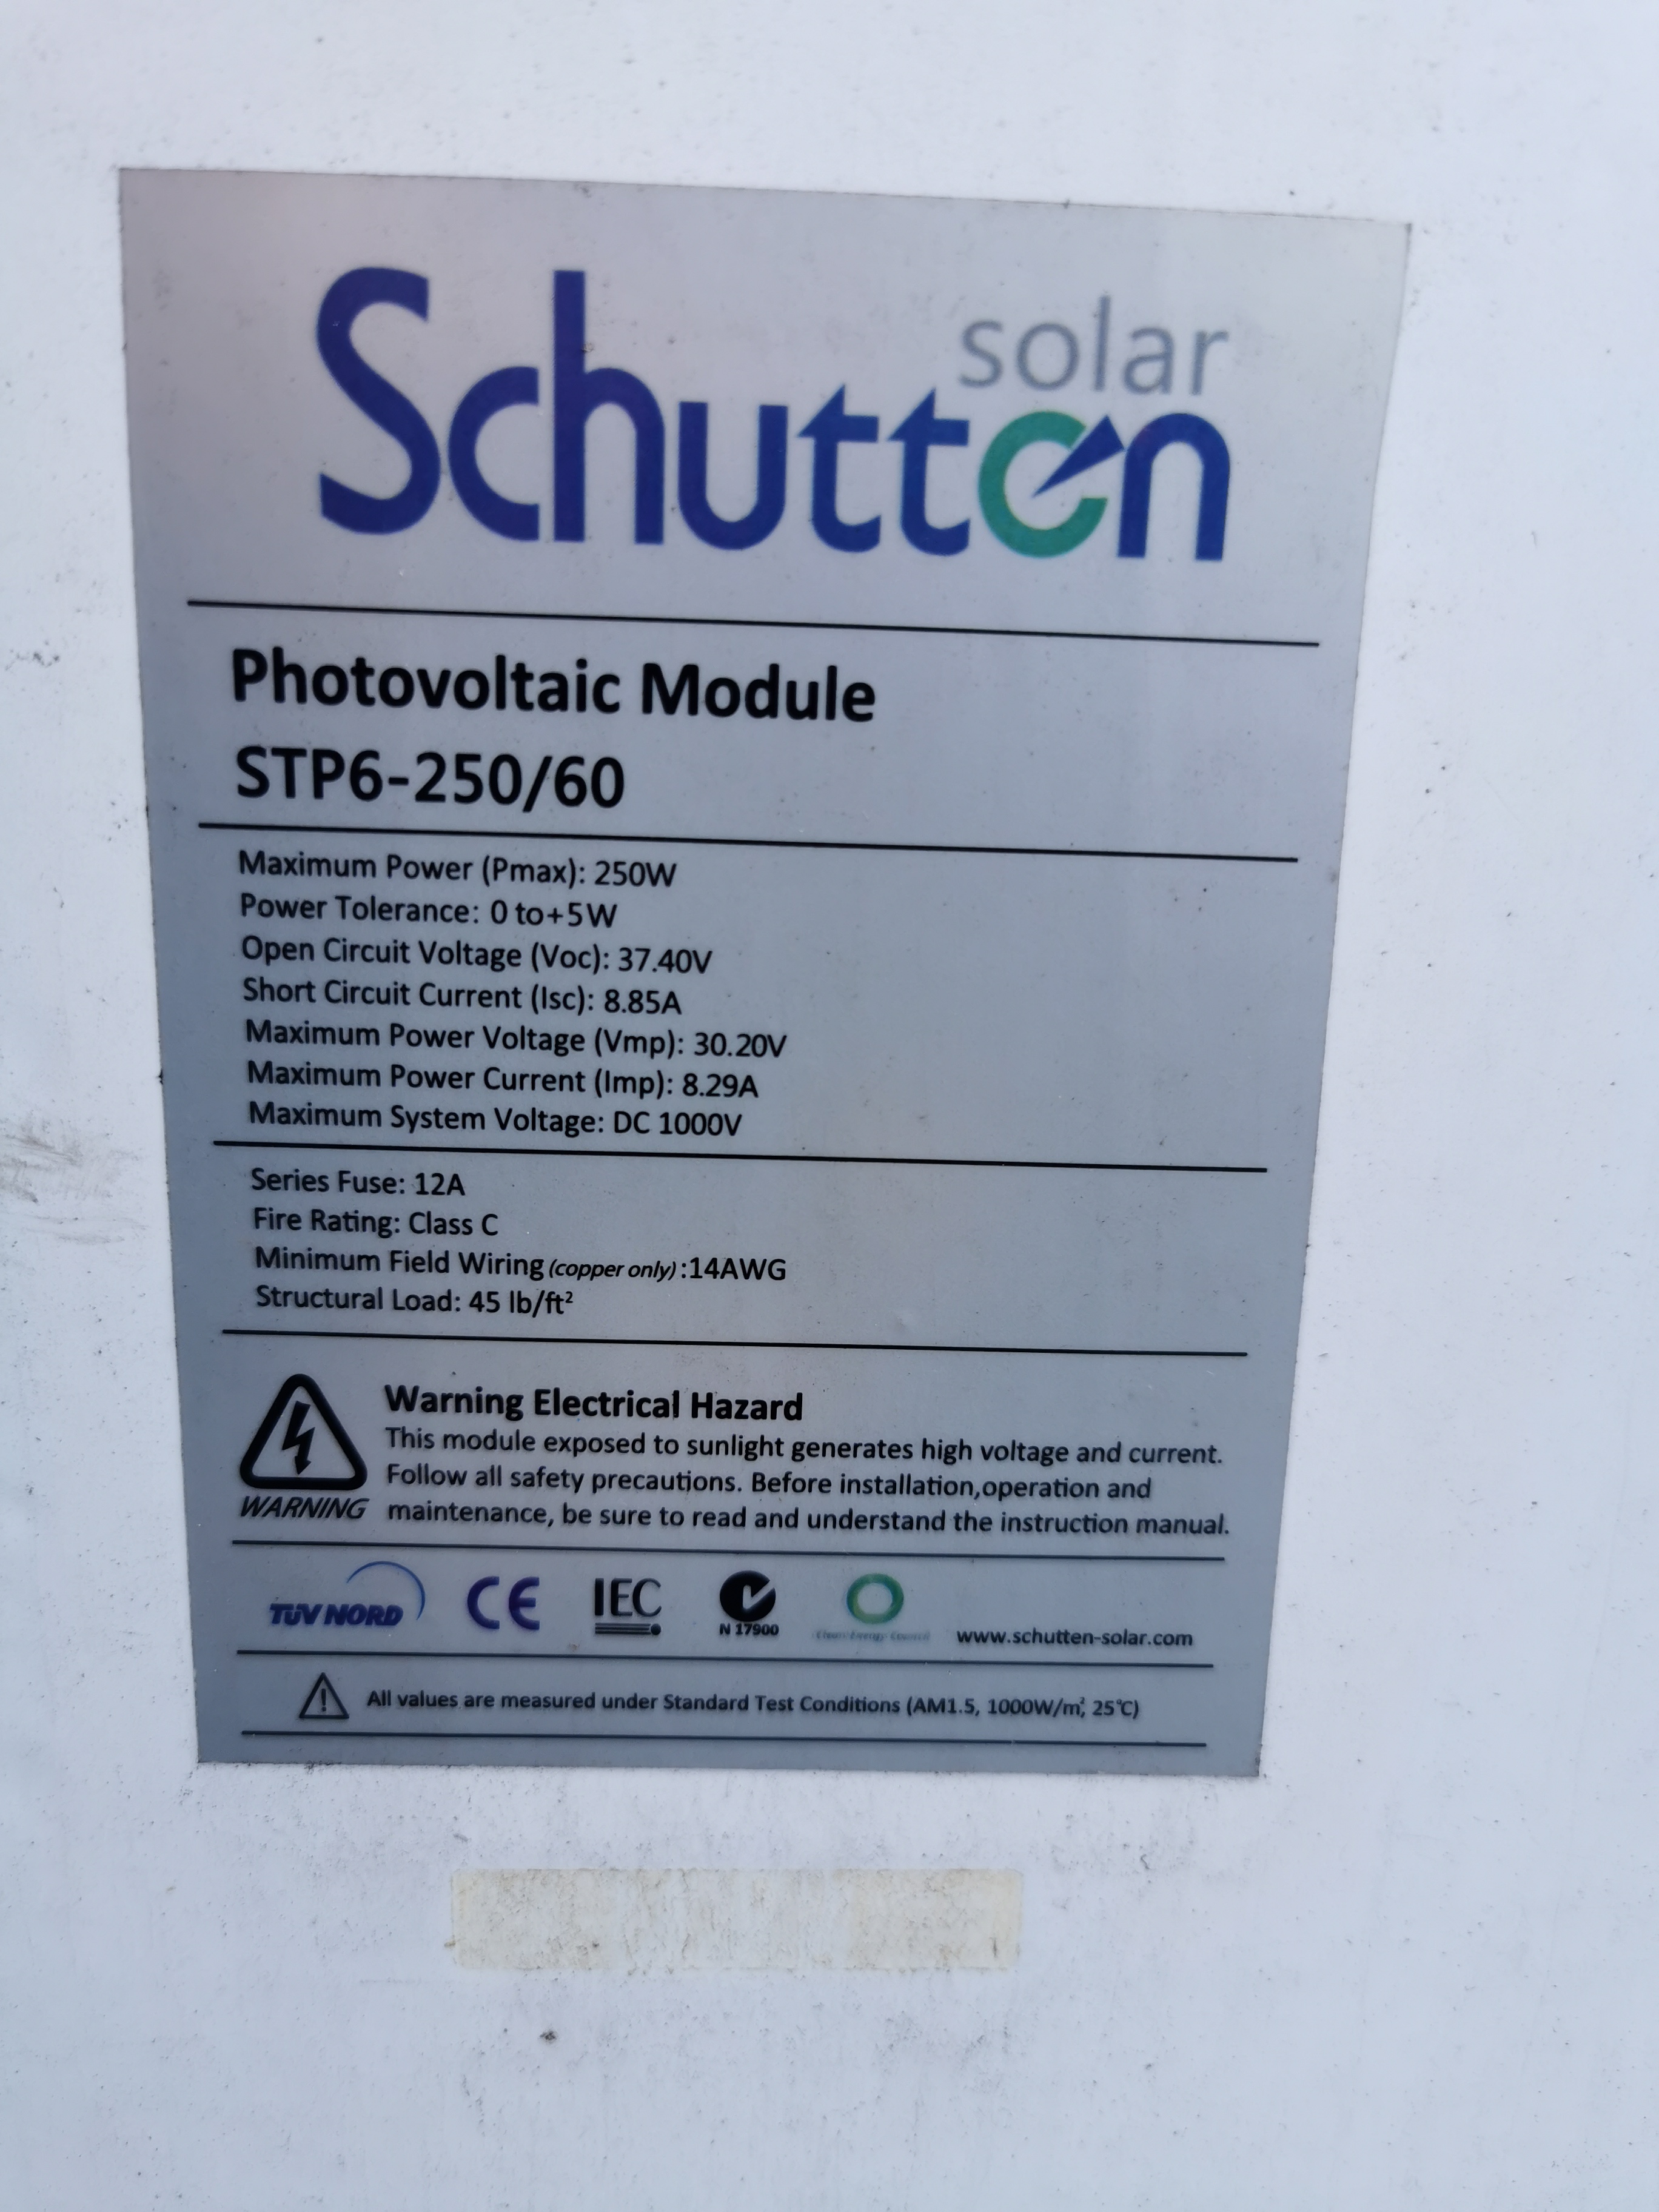 Schutten
solar
Photovoltaic Module
STP6-250/60
Maximum Power (Pmax): 250W
Power Tolerance: 0 to+5W
Open Circuit Voltage (Voc): 37.40V
Short Circuit Current (Isc): 8.85A
Maximum Power Voltage (Vmp): 30.20V
Maximum Power Current (Imp): 8.29A
Maximum System Voltage: DC 1000V
Series Fuse: 12A
Fire Rating: Class C
Minimum Field Wiring (copper only) :14AWG
Structural Load: 45 lb/ft²
Warning Electrical Hazard
This module exposed to sunlight generates high voltage and current.
Follow all safety precautions. Before installation,operation and
WARNING maintenance, be sure to read and understand the instruction manual.
TÜV NORD CE IEC N 17900 Clean Energy Council www.schutten-solar.com
All values are measured under Standard Test Conditions (AM1.5, 1000W/m², 25℃)